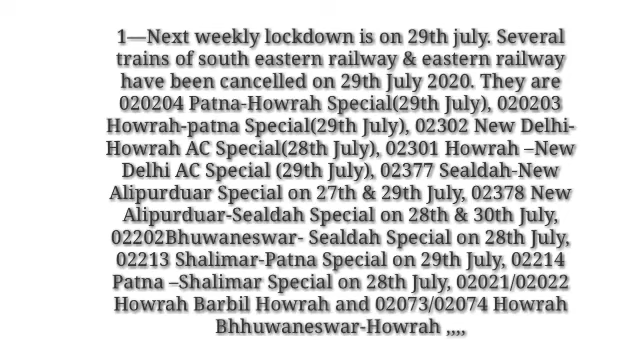 1—Next weekly lockdown is on 29th july. Several
trains of south eastern railway & eastern railway
have been cancelled on 29th July 2020. They are
020204 Patna-Howrah Special(29th July), 020203
Howrah-patna Special(29th July), 02302 New Delhi-
Howrah AC Special(28th July), 02301 Howrah –New
Delhi AC Special (29th July), 02377 Sealdah-New
Alipurduar Special on 27th & 29th July, 02378 New
Alipurduar-Sealdah Special on 28th & 30th July,
02202Bhuwaneswar- Sealdah Special on 28th July,
02213 Shalimar-Patna Special on 29th July, 02214
Patna –Shalimar Special on 28th July, 02021/02022
Howrah Barbil Howrah and 02073/02074 Howrah
Bhhuwaneswar-Howrah ,,,,